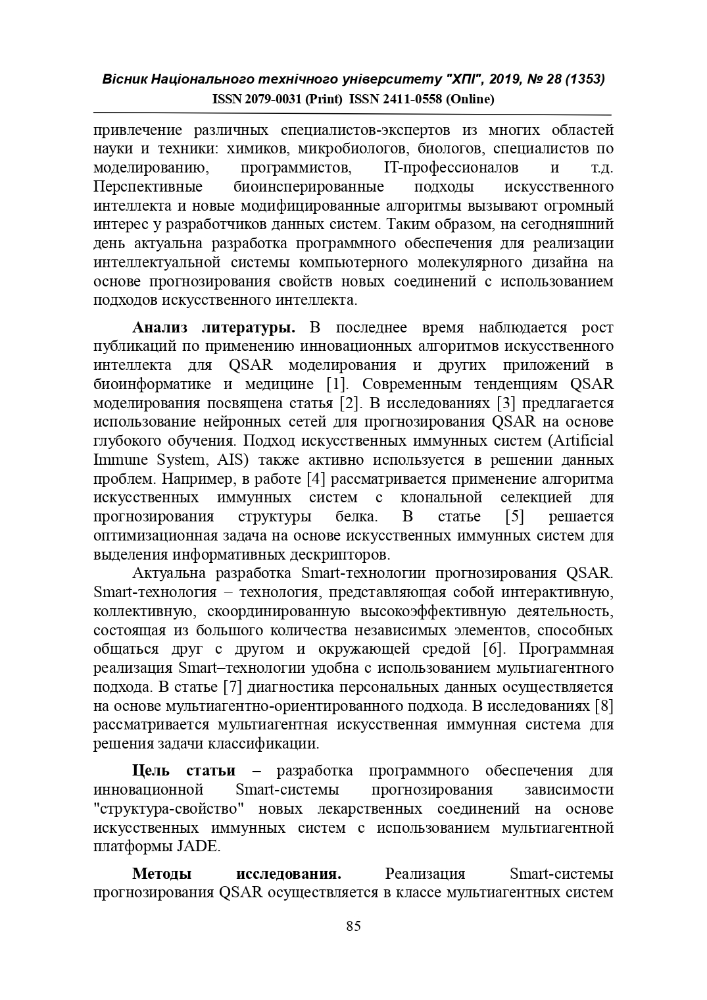 Вісник Національного технічного університету "ХПІ", 2019, № 28 (1353)
ISSN 2079-0031 (Print) ISSN 2411-0558 (Online)
привлечение различных специалистов-экспертов из многих областей
науки и техники: химиков, микробиологов, биологов, специалистов по
моделированию, программистов, IT-профессионалов и т.д.
Перспективные биоинсперированные подходы искусственного
интеллекта и новые модифицированные алгоритмы вызывают огромный
интерес у разработчиков данных систем. Таким образом, на сегодняшний
день актуальна разработка программного обеспечения для реализации
интеллектуальной системы компьютерного молекулярного дизайна на
основе прогнозирования свойств новых соединений с использованием
подходов искусственного интеллекта.
Анализ литературы. В последнее время наблюдается рост
публикаций по применению инновационных алгоритмов искусственного
интеллекта для QSAR моделирования и других приложений в
биоинформатике и медицине [1]. Современным тенденциям QSAR
моделирования посвящена статья [2]. В исследованиях [3] предлагается
использование нейронных сетей для прогнозирования QSAR на основе
глубокого обучения. Подход искусственных иммунных систем (Artificial
Immune System, AIS) также активно используется в решении данных
проблем. Например, в работе [4] рассматривается применение алгоритма
искусственных иммунных систем с клональной селекцией для
прогнозирования структуры белка. В статье [5] решается
оптимизационная задача на основе искусственных иммунных систем для
выделения информативных дескрипторов.
Актуальна разработка Smart-технологии прогнозирования QSAR.
Smart-технология – технология, представляющая собой интерактивную,
коллективную, скоординированную высокоэффективную деятельность,
состоящая из большого количества независимых элементов, способных
общаться друг с другом и окружающей средой [6]. Программная
реализация Smart–технологии удобна с использованием мультиагентного
подхода. В статье [7] диагностика персональных данных осуществляется
на основе мультиагентно-ориентированного подхода. В исследованиях [8]
рассматривается мультиагентная искусственная иммунная система для
решения задачи классификации.
Цель статьи – разработка программного обеспечения для
инновационной Smart-системы прогнозирования зависимости
"структура-свойство" новых лекарственных соединений на основе
искусственных иммунных систем с использованием мультиагентной
платформы JADE.
Методы исследования. Реализация Smart-системы
прогнозирования QSAR осуществляется в классе мультиагентных систем
85